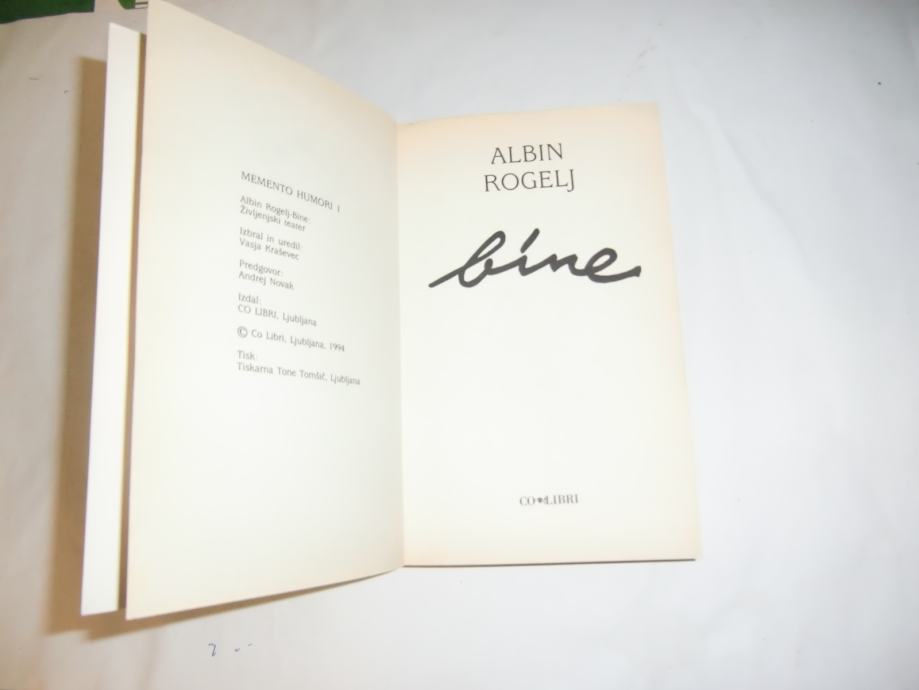 MEMENTO HUMORI I
Albin Rogelj-Bine:
Življenjski teater
Izbral in uredil:
Vasja Kraševec
Predgovor:
Andrej Novak
Izdal:
CO LIBRI, Ljubljana
© Co Libri, Ljubljana, 1994
Tisk:
Tiskarna Tone Tomšič, Ljubljana
ALBIN
ROGELJ
bine
CO LIBRI